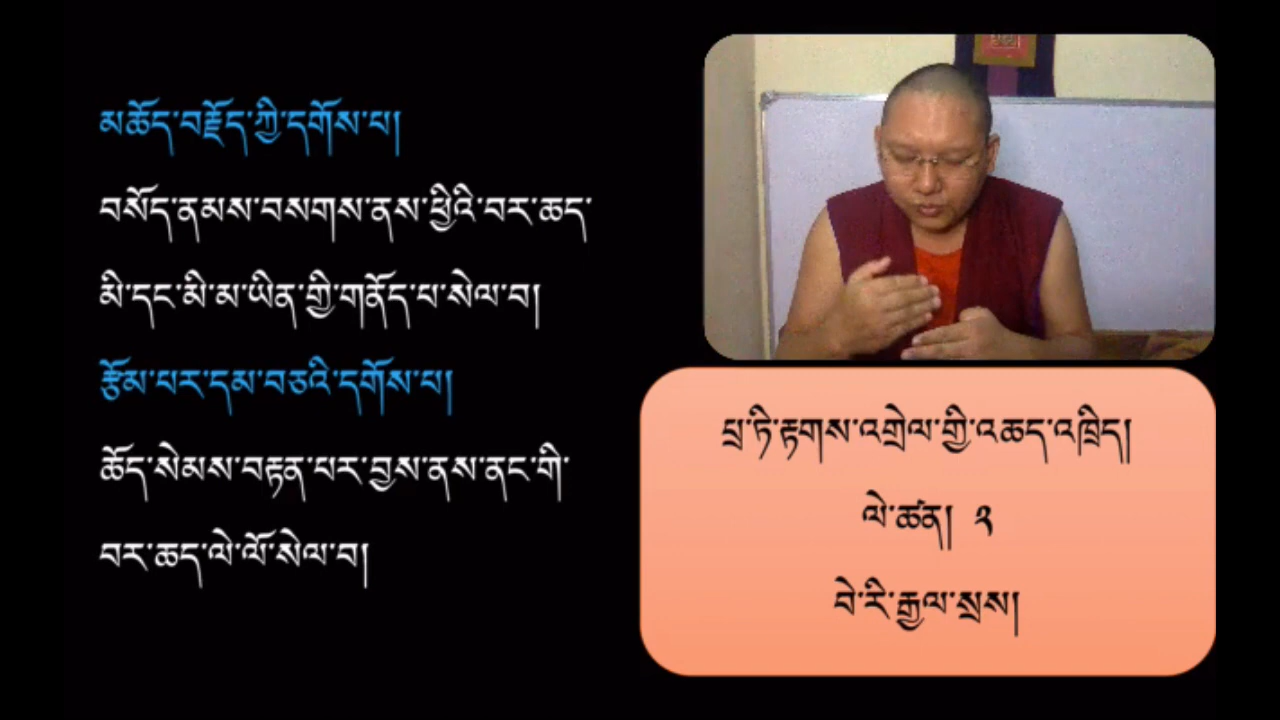 མཆོད་བརྗོད་ཀྱི་དགོས་པ།
བསོད་ནམས་བསགས་ནས་ཕྱིའི་བར་ཆད་
མི་དང་མི་མ་ཡིན་གྱི་གནོད་པ་སེལ་བ།
རྩོམ་པར་དམ་བཅའི་དགོས་པ།
ཆོད་སེམས་བརྟན་པར་བྱས་ནས་ནང་གི་
བར་ཆད་ལེ་ལོ་སེལ་བ།
པྲ་ཏི་རྟགས་འགྲེལ་གྱི་འཆད་འཁྲིད།
ལེ་ཚན། ༢
བེ་རི་རྒྱལ་སྲས།